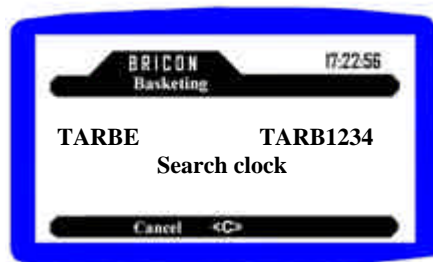 BRICON 17:22:56
Basketing
TARBE TARB1234
Search clock
Cancel <C>